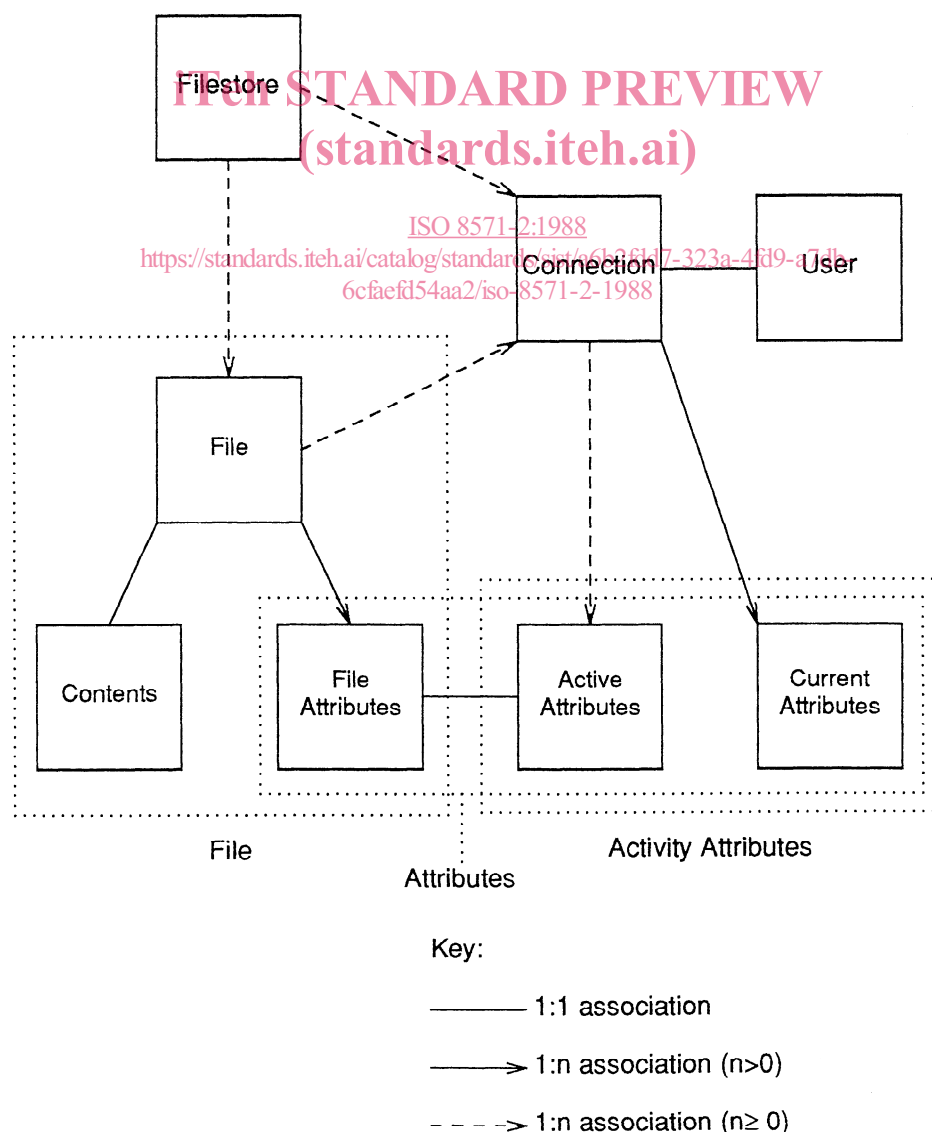 Filestore
iTeh STANDARD PREVIEW
(standards.iteh.ai)
ISO 8571-2:1988
Connection
User
6cfaefd54aa2/iso-8571-2-1988
File
Contents
File
Attributes
Active
Attributes
Current
Attributes
File
Activity Attributes
Attributes
Key:
1:1 association
1:n association (n>0)
1:n association (n≥ 0)